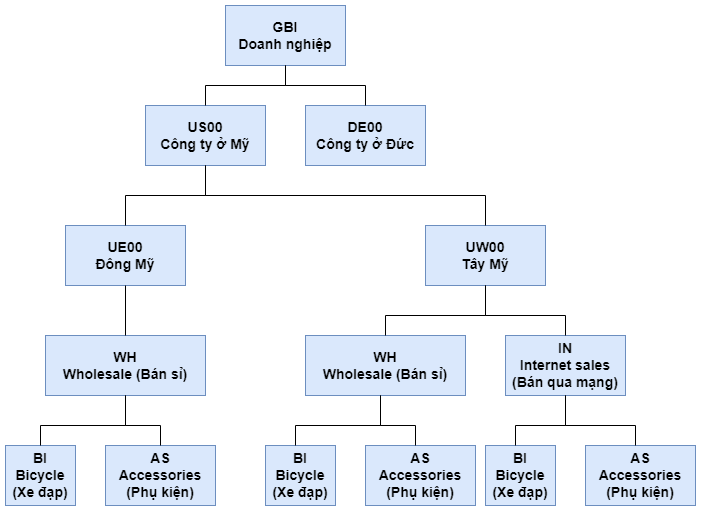 GBI
Doanh nghiệp
US00
Công ty ở Mỹ
DE00
Công ty ở Đức
UE00
Đông Mỹ
UW00
Tây Mỹ
WH
Wholesale (Bán sỉ)
WH
Wholesale (Bán sỉ)
IN
Internet sales
(Bán qua mạng)
BI
Bicycle
(Xe đạp)
AS
Accessories
(Phụ kiện)
BI
Bicycle
(Xe đạp)
AS
Accessories
(Phụ kiện)
BI
Bicycle
(Xe đạp)
AS
Accessories
(Phụ kiện)